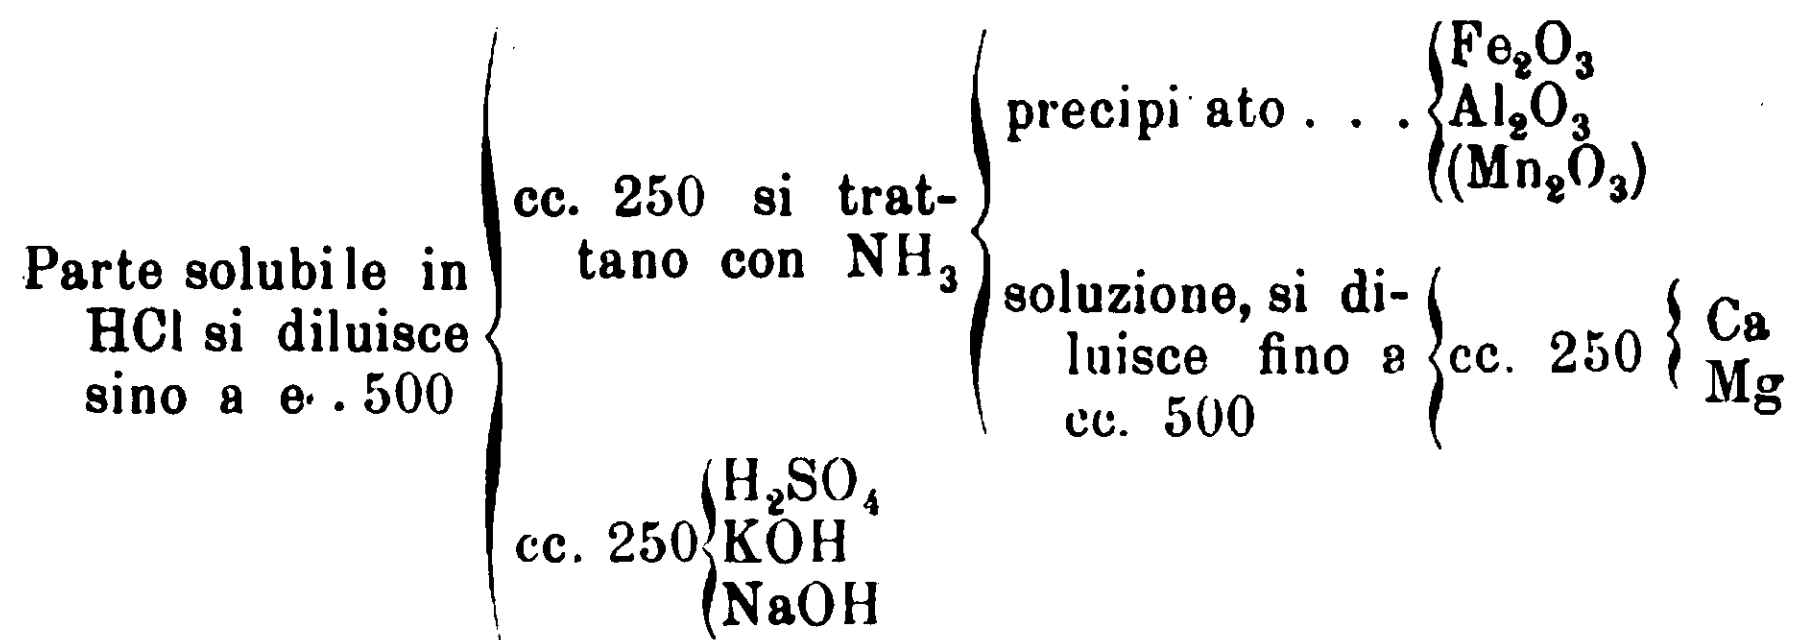 Parte solubile in
HCl si diluisce
sino a 500
cc. 250 si trat-
tano con NH₃
precipi ato . . .
Fe₂O₃
Al₂O₃
(Mn₂O₃)
soluzione, si di-
luisce fino a
cc. 500
cc. 250
Ca
Mg
cc. 250
H₂SO₄
KOH
NaOH